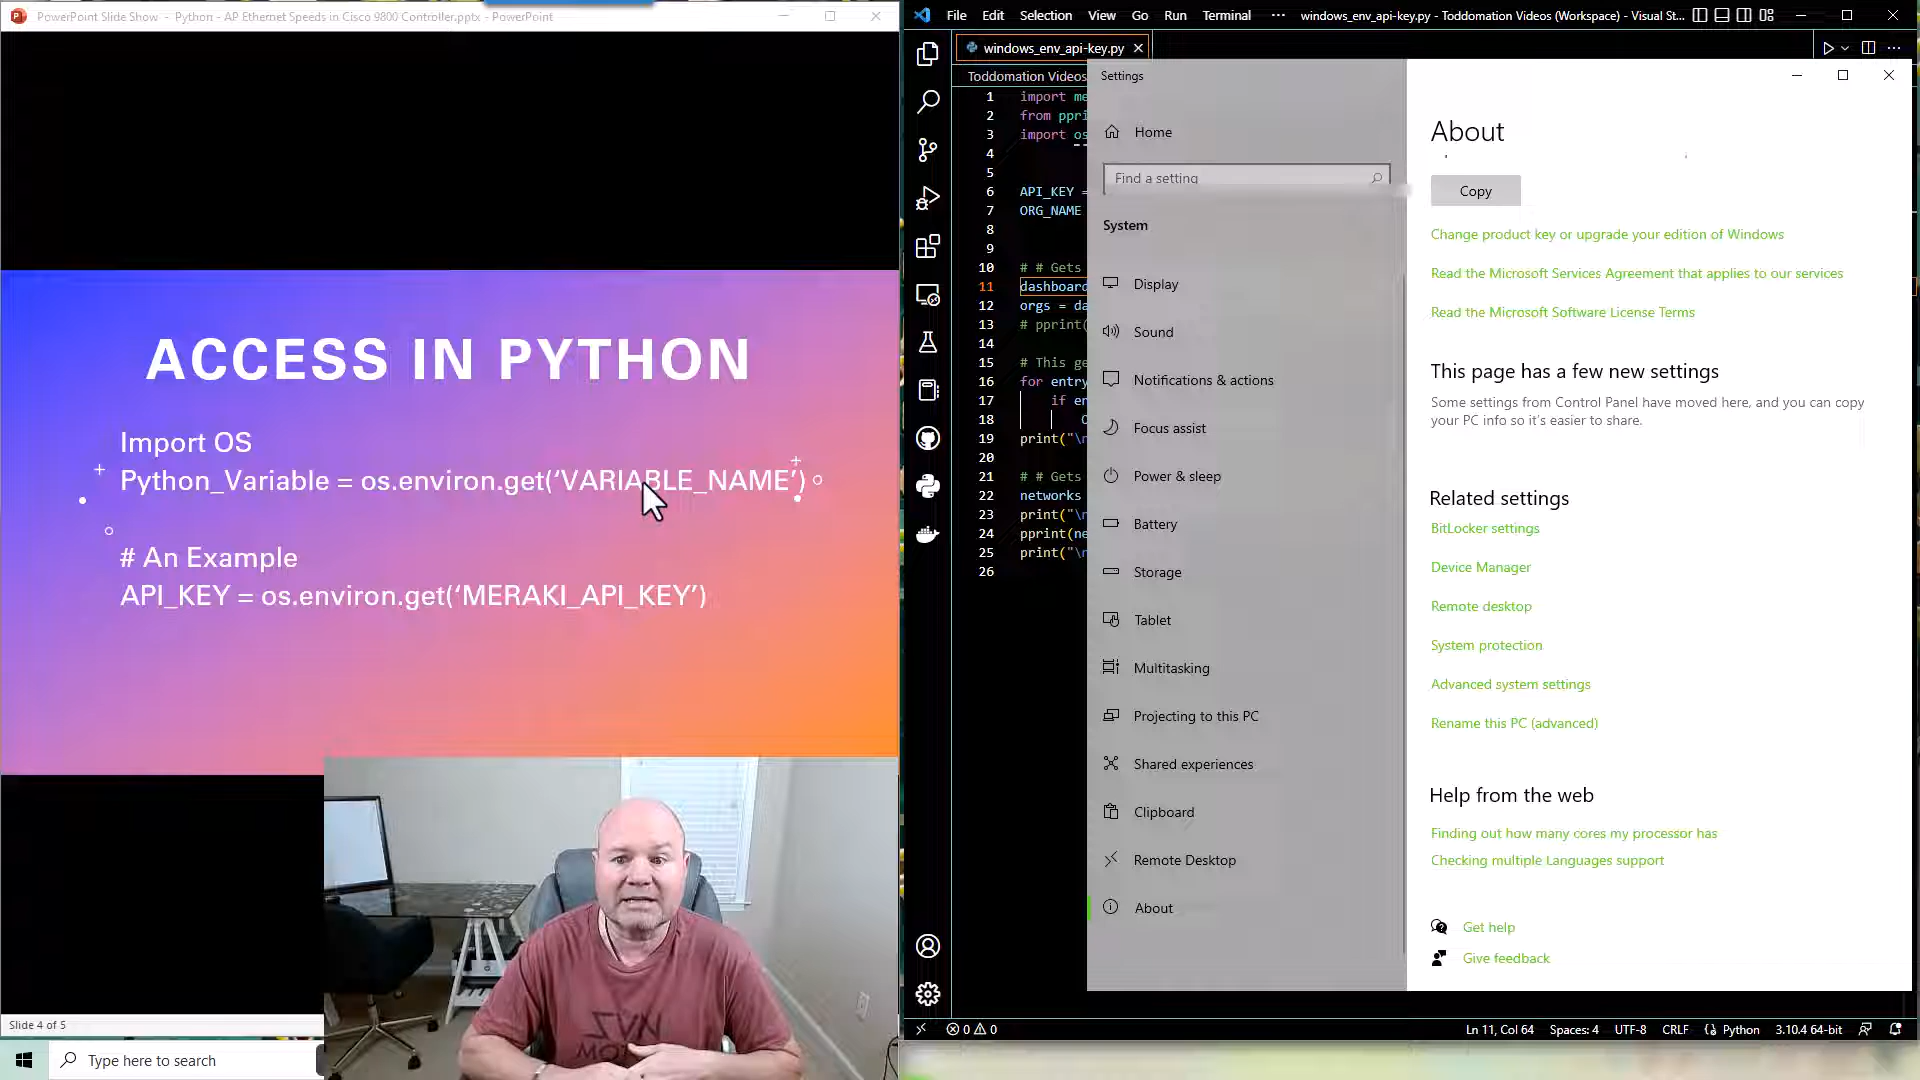 PowerPoint Slide Show - Python - AP Ethernet Speeds in Cisco 9800 Controller.pptx - PowerPoint
ACCESS IN PYTHON
Import OS
Python_Variable = os.environ.get(‘VARIABLE_NAME’)
# An Example
API_KEY = os.environ.get(‘MERAKI_API_KEY’)
Slide 4 of 5
Type here to search
File Edit Selection View Go Run Terminal ··· windows_env_api-key.py - Toddomation Videos (Workspace) - Visual St...
windows_env_api-key.py
Toddomation Videos
1 import me
2 from ppri
3 import os
4
5
6 API_KEY =
7 ORG_NAME
8
9
10 # # Gets
11 dashboard
12 orgs = da
13 # pprint(
14
15 # This ge
16 for entry
17 if en
18 O
19 print("\n
20
21 # # Gets
22 networks
23 print("\n
24 pprint(ne
25 print("\n
26
Settings
Home
Find a setting
System
Display
Sound
Notifications & actions
Focus assist
Power & sleep
Battery
Storage
Tablet
Multitasking
Projecting to this PC
Shared experiences
Clipboard
Remote Desktop
About
About
Copy
Change product key or upgrade your edition of Windows
Read the Microsoft Services Agreement that applies to our services
Read the Microsoft Software License Terms
This page has a few new settings
Some settings from Control Panel have moved here, and you can copy
your PC info so it’s easier to share.
Related settings
BitLocker settings
Device Manager
Remote desktop
System protection
Advanced system settings
Rename this PC (advanced)
Help from the web
Finding out how many cores my processor has
Checking multiple Languages support
Get help
Give feedback
0 0 Ln 11, Col 64 Spaces: 4 UTF-8 CRLF Python 3.10.4 64-bit